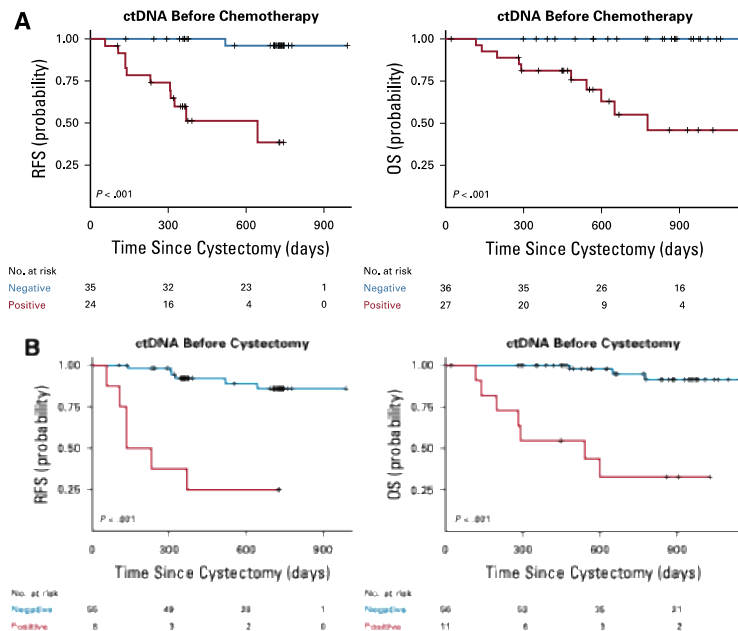 A
ctDNA Before Chemotherapy
RFS (probability)
1.00
0.75
0.50
0.25
P < .001
0 300 600 900
Time Since Cystectomy (days)
No. at risk
Negative 35 32 23 1
Positive 24 16 4 0
ctDNA Before Chemotherapy
OS (probability)
1.00
0.75
0.50
0.25
P < .001
0 300 600 900
Time Since Cystectomy (days)
No. at risk
Negative 36 35 26 16
Positive 27 20 9 4
B
ctDNA Before Cystectomy
RFS (probability)
1.00
0.75
0.50
0.25
P < .001
0 300 600 900
Time Since Cystectomy (days)
No. at risk
Negative 55 49 1
Positive 8 3 2 0
ctDNA Before Cystectomy
OS (probability)
1.00
0.75
0.50
0.25
P < .001
0 300 600 900
Time Since Cystectomy (days)
No. at risk
Negative 56 53
Positive 11 6 3 2